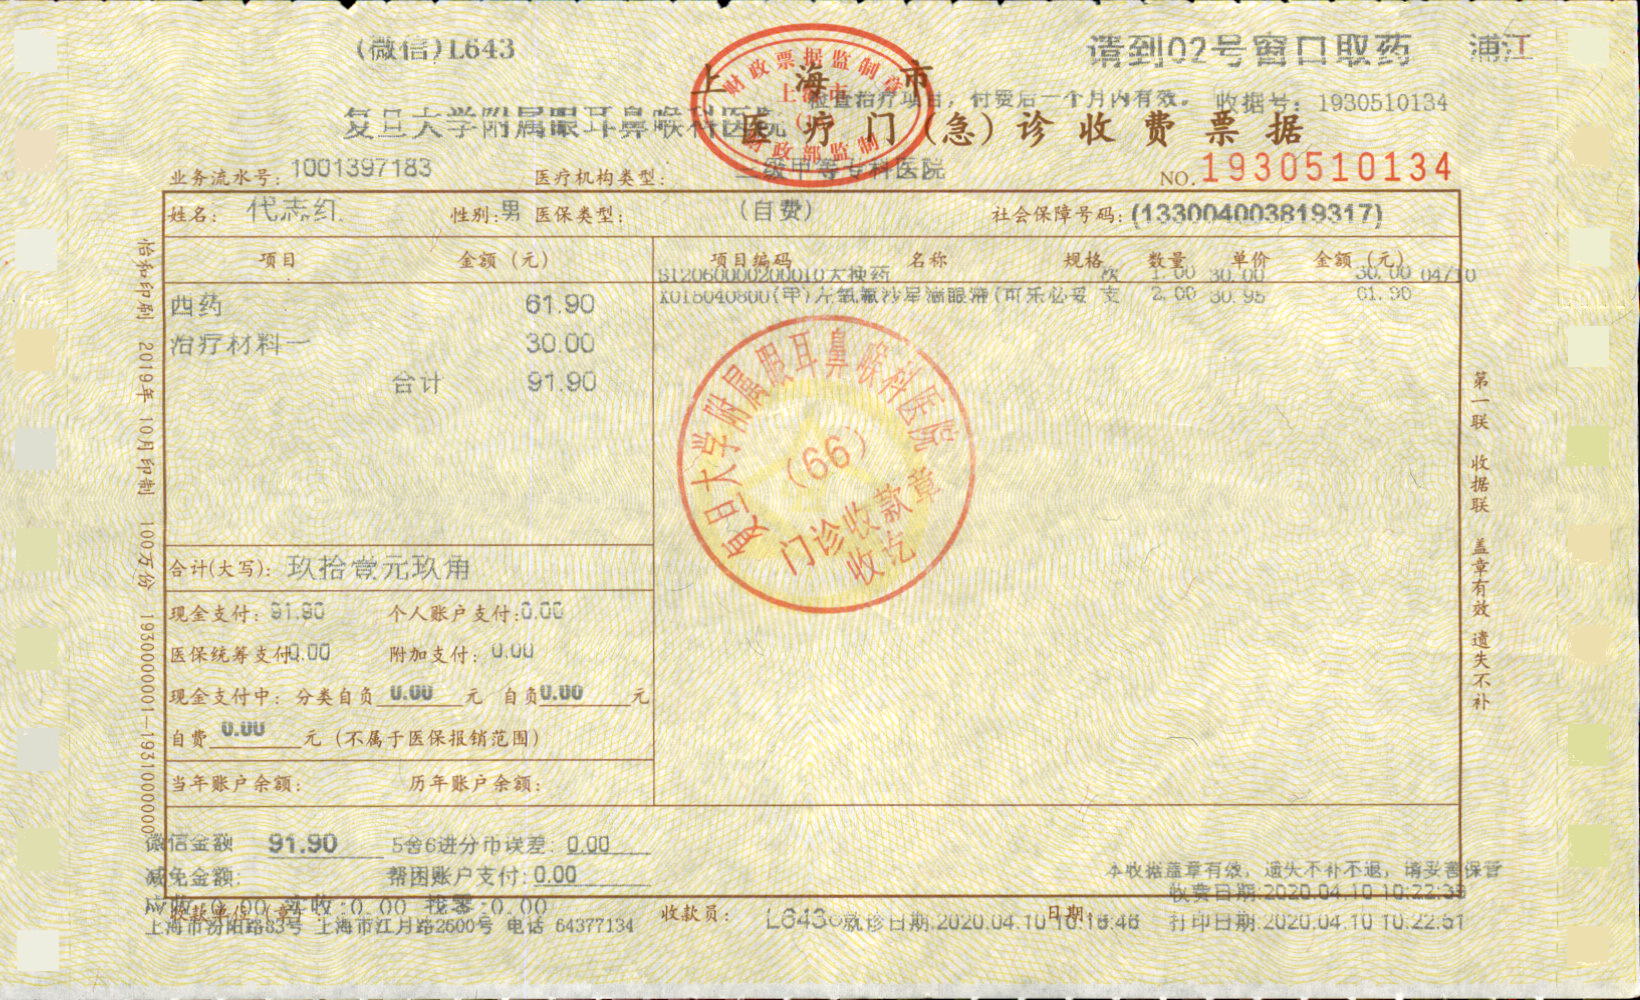 (微信)L643
请到02号窗口取药 浦江
上海市
检查治疗项目，付费后一个月内有效。 收据号：1930510134
复旦大学附属眼耳鼻喉科医院
医疗门(急)诊收费票据
财政票据监制章
上海市
财政部监制
业务流水号：1001397183 医疗机构类型：三级甲等专科医院 NO.1930510134
姓名：代志红 性别:男 医保类型：(自费) 社会保障号码：(133004003819317)
项目 金额（元） 项目编码 名称 规格 数量 单价 金额（元）
次 1.00 30.00 30.00 04/10
西药 61.90
X015040800(甲)左氧氟沙星滴眼液(可乐必妥 支 2.00 30.95 61.90
治疗材料一 30.00
合计 91.90
复旦大学附属眼耳鼻喉科医院
(66)
门诊收款章
收讫
合计(大写)：玖拾壹元玖角
现金支付：91.90 个人账户支付:0.00
医保统筹支付0.00 附加支付：0.00
现金支付中：分类自负 0.00 元 自负 0.00 元
自费 0.00 元（不属于医保报销范围）
当年账户余额： 历年账户余额：
微信金额 91.90 5舍6进分币误差: 0.00
减免金额: 帮困账户支付: 0.00
本收据盖章有效，遗失不补不退，请妥善保管
收费日期:2020.04.10 10:22:38
应收:0.00 实收:0.00 找零:0.00
收款单位（章）： 收款员： L643 日期：
就诊日期:2020.04.10 10:16:46 打印日期:2020.04.10 10:22:51
上海市汾阳路83号 上海市江月路2600号 电话 64377134
怡和印刷 2019年10月印制 100万份 1930000001-1931000000
第一联 收据联 盖章有效 遗失不补